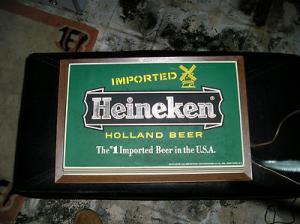 IMPORTED
Heineken
HOLLAND BEER
The #1 Imported Beer in the U.S.A.